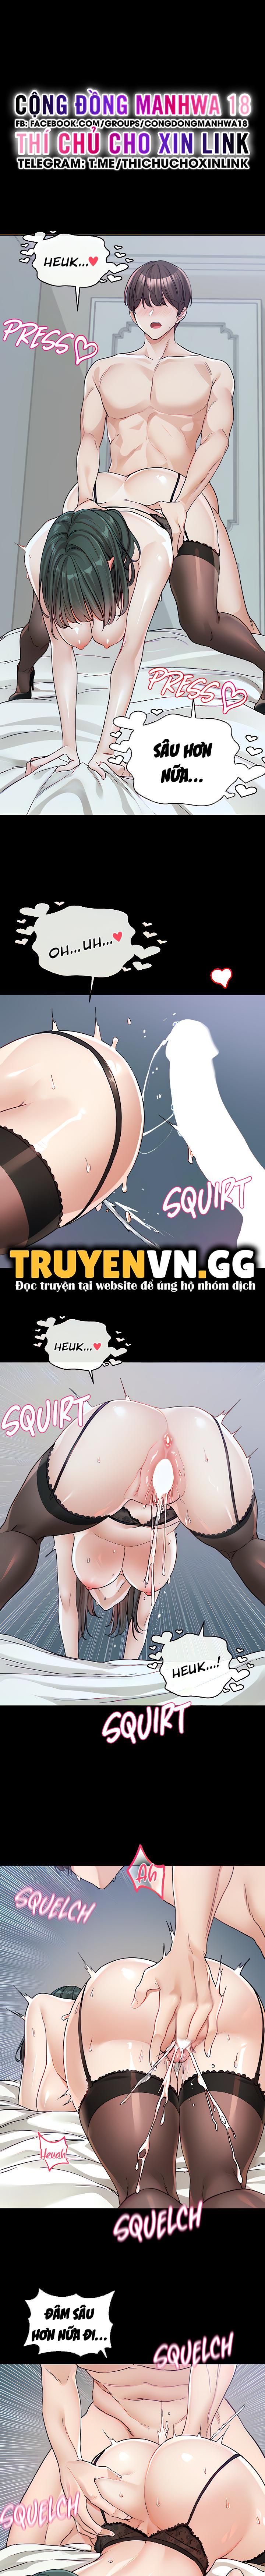 CỘNG ĐỒNG MANHWA 18
FB: FACEBOOK.COM/GROUPS/CONGDONGMANHWA18
THÍ CHỦ CHO XIN LINK
TELEGRAM: T.ME/THICHUCHOXINLINK
HEUK...♥
PRESS♡
PRESS♡
SÂU HƠN
NỮA...
OH...UH...♥
SQUIRT
TRUYENVN.GG
Đọc truyện tại website để ủng hộ nhóm dịch
HEUK...♥
SQUIRT
HEUK...!
SQUIRT
Ah
SQUELCH
Heuah
SQUELCH
ĐÂM SÂU
HƠN NỮA ĐI...
SQUELCH
SQUELCH